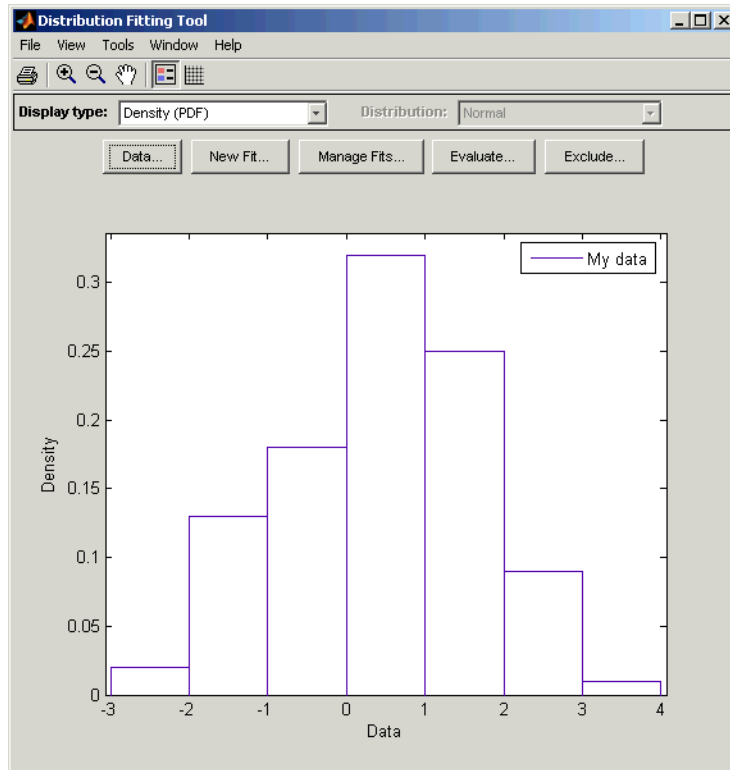 Distribution Fitting Tool
File View Tools Window Help
Display type: Density (PDF) Distribution: Normal
Data... New Fit... Manage Fits... Evaluate... Exclude...
My data
0.3
0.25
0.2
0.15
0.1
0.05
0
Density
-3 -2 -1 0 1 2 3 4
Data